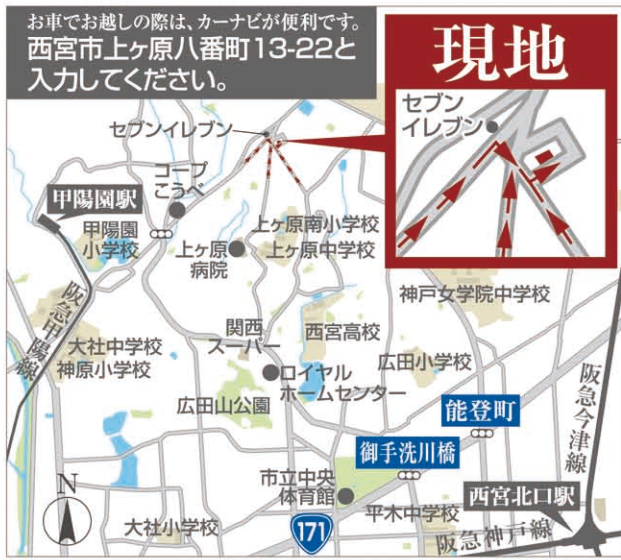 お車でお越しの際は、カーナビが便利です。
西宮市上ヶ原八番町13-22と
入力してください。
現地
セブン
イレブン
セブンイレブン
コープ
こうべ
甲陽園駅
甲陽園
小学校
上ヶ原南小学校
上ヶ原中学校
上ヶ原
病院
神戸女学院中学校
阪急甲陽線
関西
スーパー
西宮高校
大社中学校
神原小学校
広田小学校
ロイヤル
ホームセンター
広田山公園
能登町
阪急今津線
御手洗川橋
市立中央
体育館
西宮北口駅
N
大社小学校
171
平木中学校
阪急神戸線